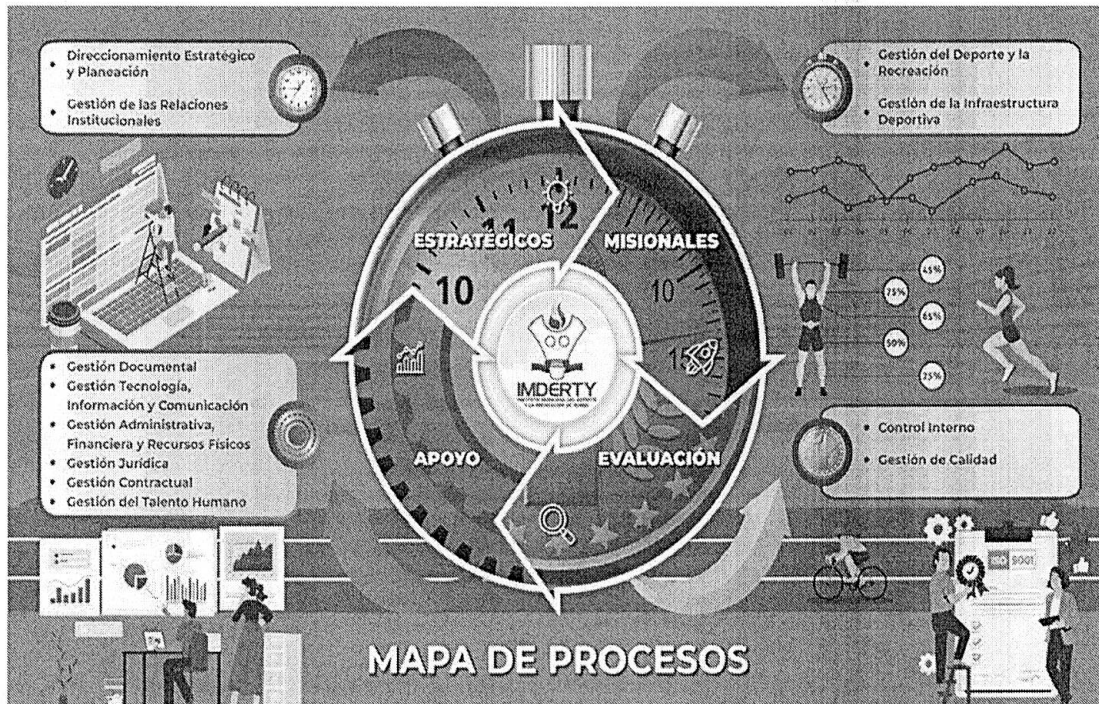 Direccionamiento Estratégico
y Planeación
Gestión de las Relaciones
Institucionales
Gestión del Deporte y la
Recreación
Gestión de la Infraestructura
Deportiva
12
11
10
ESTRATÉGICOS
MISIONALES
10
15
45%
75%
65%
50%
25%
IMDERTY
Gestión Documental
Gestión Tecnología,
Información y Comunicación
Gestión Administrativa,
Financiera y Recursos Físicos
Gestión Jurídica
Gestión Contractual
Gestión del Talento Humano
APOYO
EVALUACIÓN
Control Interno
Gestión de Calidad
ISO 9001
MAPA DE PROCESOS